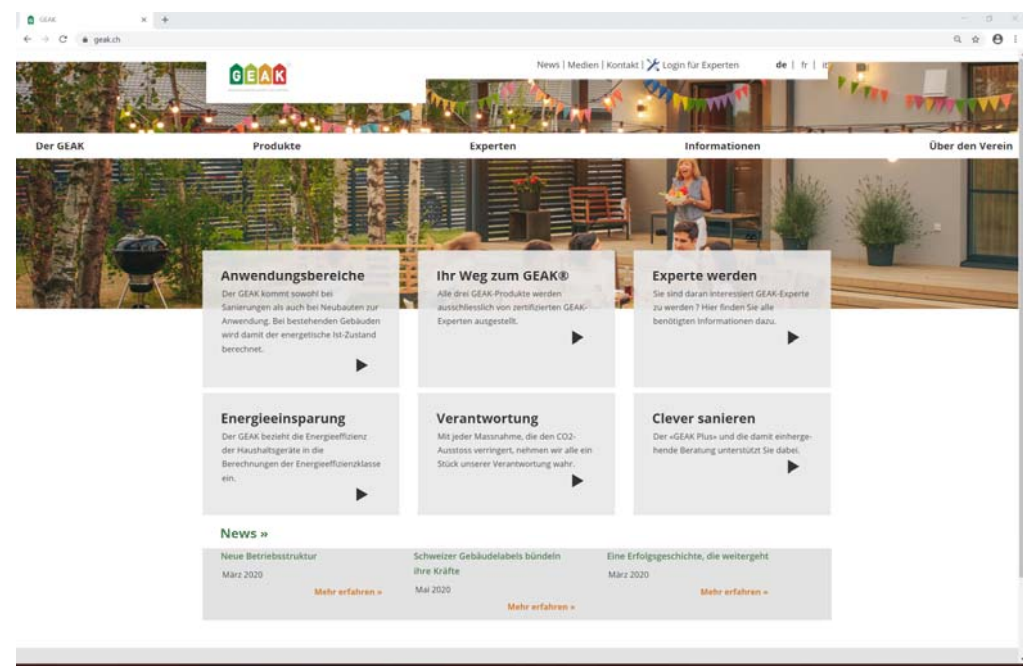 GEAK
geak.ch
GEAK
News | Medien | Kontakt | Login für Experten de | fr | it
Der GEAK Produkte Experten Informationen Über den Verein
Anwendungsbereiche
Der GEAK kommt sowohl bei
Sanierungen als auch bei Neubauten zur
Anwendung. Bei bestehenden Gebäuden
wird damit der energetische Ist-Zustand
berechnet.
Ihr Weg zum GEAK®
Alle drei GEAK-Produkte werden
ausschliesslich von zertifizierten GEAK-
Experten ausgestellt.
Experte werden
Sie sind daran interessiert GEAK-Experte
zu werden ? Hier finden Sie alle
benötigten Informationen dazu.
Energieeinsparung
Der GEAK bezieht die Energieeffizienz
der Haushaltsgeräte in die
Berechnungen der Energieeffizienzklasse
ein.
Verantwortung
Mit jeder Massnahme, die den CO2-
Ausstoss verringert, nehmen wir alle ein
Stück unserer Verantwortung wahr.
Clever sanieren
Der «GEAK Plus» und die damit einherge-
hende Beratung unterstützt Sie dabei.
News »
Neue Betriebsstruktur
März 2020
Mehr erfahren »
Schweizer Gebäudelabels bündeln
ihre Kräfte
Mai 2020
Mehr erfahren »
Eine Erfolgsgeschichte, die weitergeht
März 2020
Mehr erfahren »